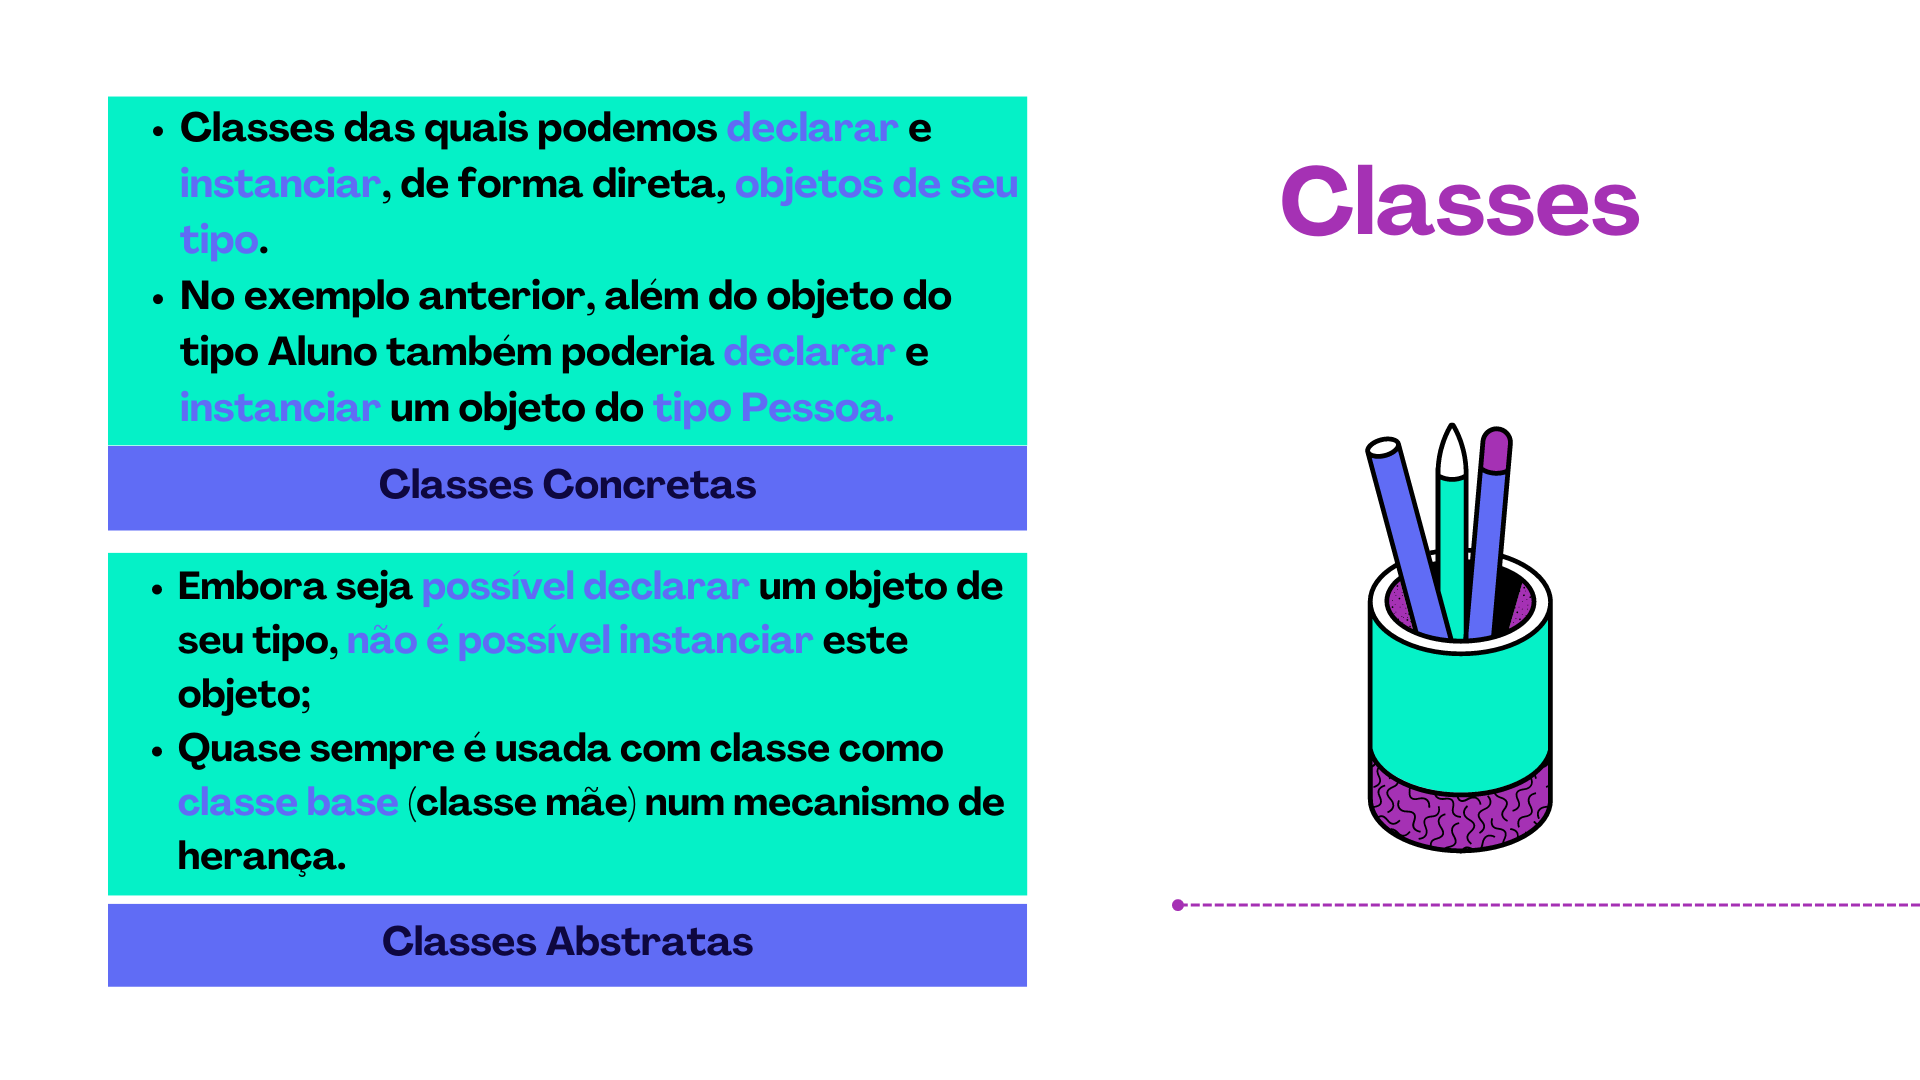 • Classes das quais podemos declarar e
instanciar, de forma direta, objetos de seu
tipo.
• No exemplo anterior, além do objeto do
tipo Aluno também poderia declarar e
instanciar um objeto do tipo Pessoa.
Classes Concretas
• Embora seja possível declarar um objeto de
seu tipo, não é possível instanciar este
objeto;
• Quase sempre é usada com classe como
classe base (classe mãe) num mecanismo de
herança.
Classes Abstratas
Classes